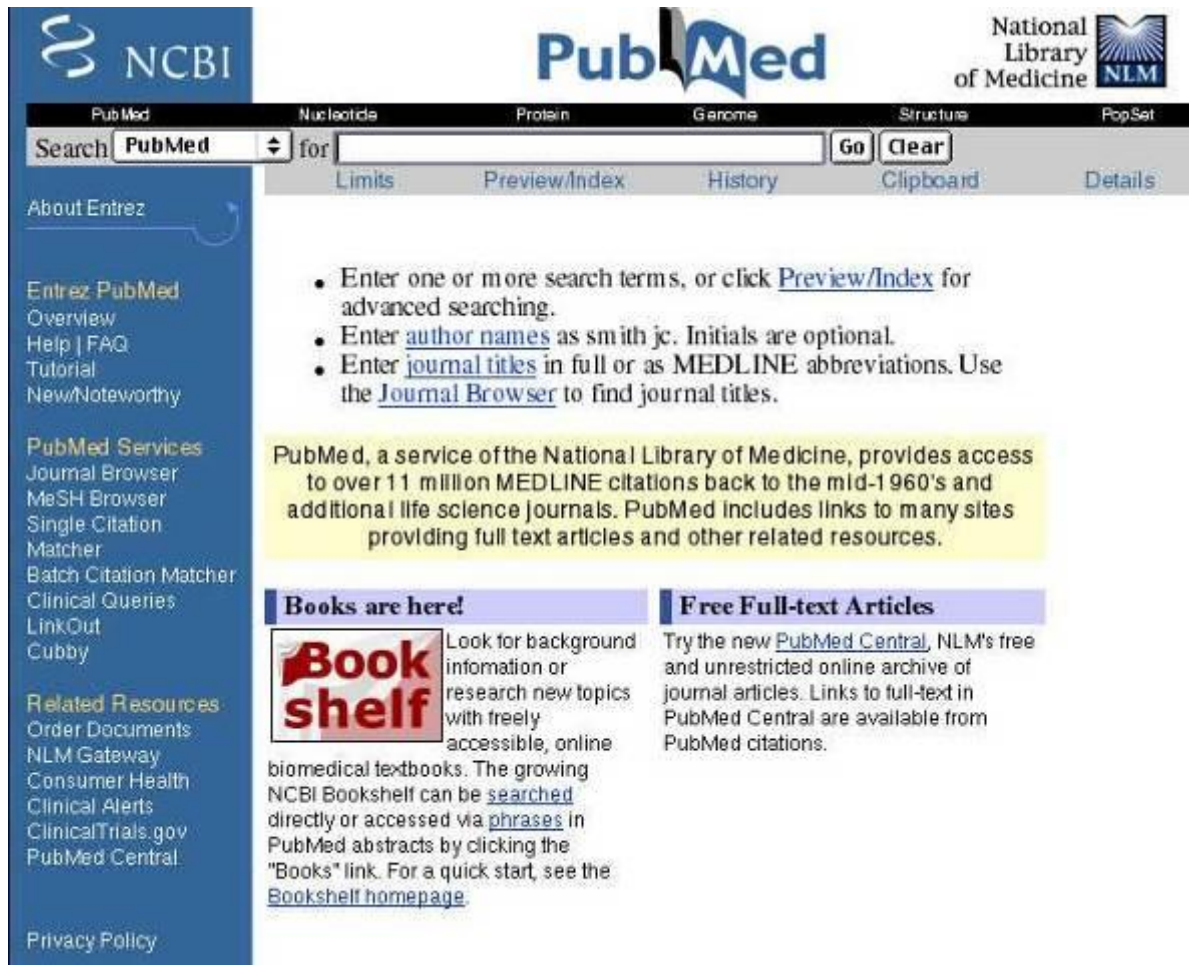 NCBI
PubMed
National
Library
of Medicine NLM
PubMed Nucleotide Protein Genome Structure PopSet
Search PubMed for Go Clear
Limits Preview/Index History Clipboard Details
About Entrez
Entrez PubMed
Overview
Help | FAQ
Tutorial
New/Noteworthy
PubMed Services
Journal Browser
MeSH Browser
Single Citation
Matcher
Batch Citation Matcher
Clinical Queries
LinkOut
Cubby
Related Resources
Order Documents
NLM Gateway
Consumer Health
Clinical Alerts
ClinicalTrials.gov
PubMed Central
Privacy Policy
• Enter one or more search terms, or click Preview/Index for
advanced searching.
• Enter author names as smith jc. Initials are optional.
• Enter journal titles in full or as MEDLINE abbreviations. Use
the Journal Browser to find journal titles.
PubMed, a service of the National Library of Medicine, provides access
to over 11 million MEDLINE citations back to the mid-1960's and
additional life science journals. PubMed includes links to many sites
providing full text articles and other related resources.
Books are here!
Book
shelf
Look for background
infomation or
research new topics
with freely
accessible, online
biomedical textbooks. The growing
NCBI Bookshelf can be searched
directly or accessed via phrases in
PubMed abstracts by clicking the
"Books" link. For a quick start, see the
Bookshelf homepage.
Free Full-text Articles
Try the new PubMed Central, NLM's free
and unrestricted online archive of
journal articles. Links to full-text in
PubMed Central are available from
PubMed citations.